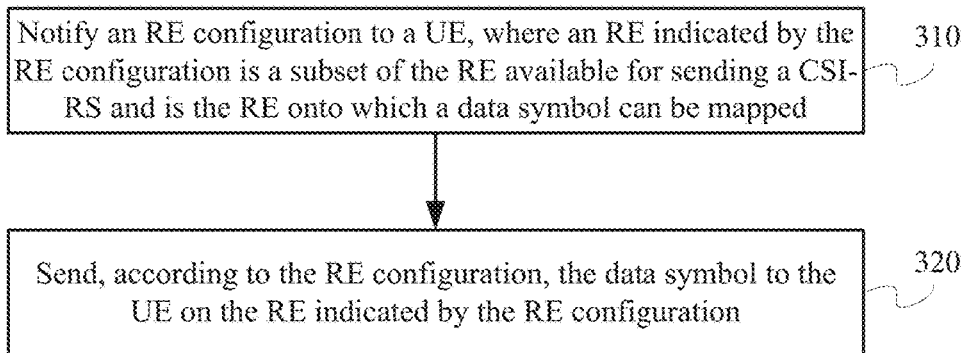 Notify an RE configuration to a UE, where an RE indicated by the
RE configuration is a subset of the RE available for sending a CSI-
RS and is the RE onto which a data symbol can be mapped
310
Send, according to the RE configuration, the data symbol to the
UE on the RE indicated by the RE configuration
320